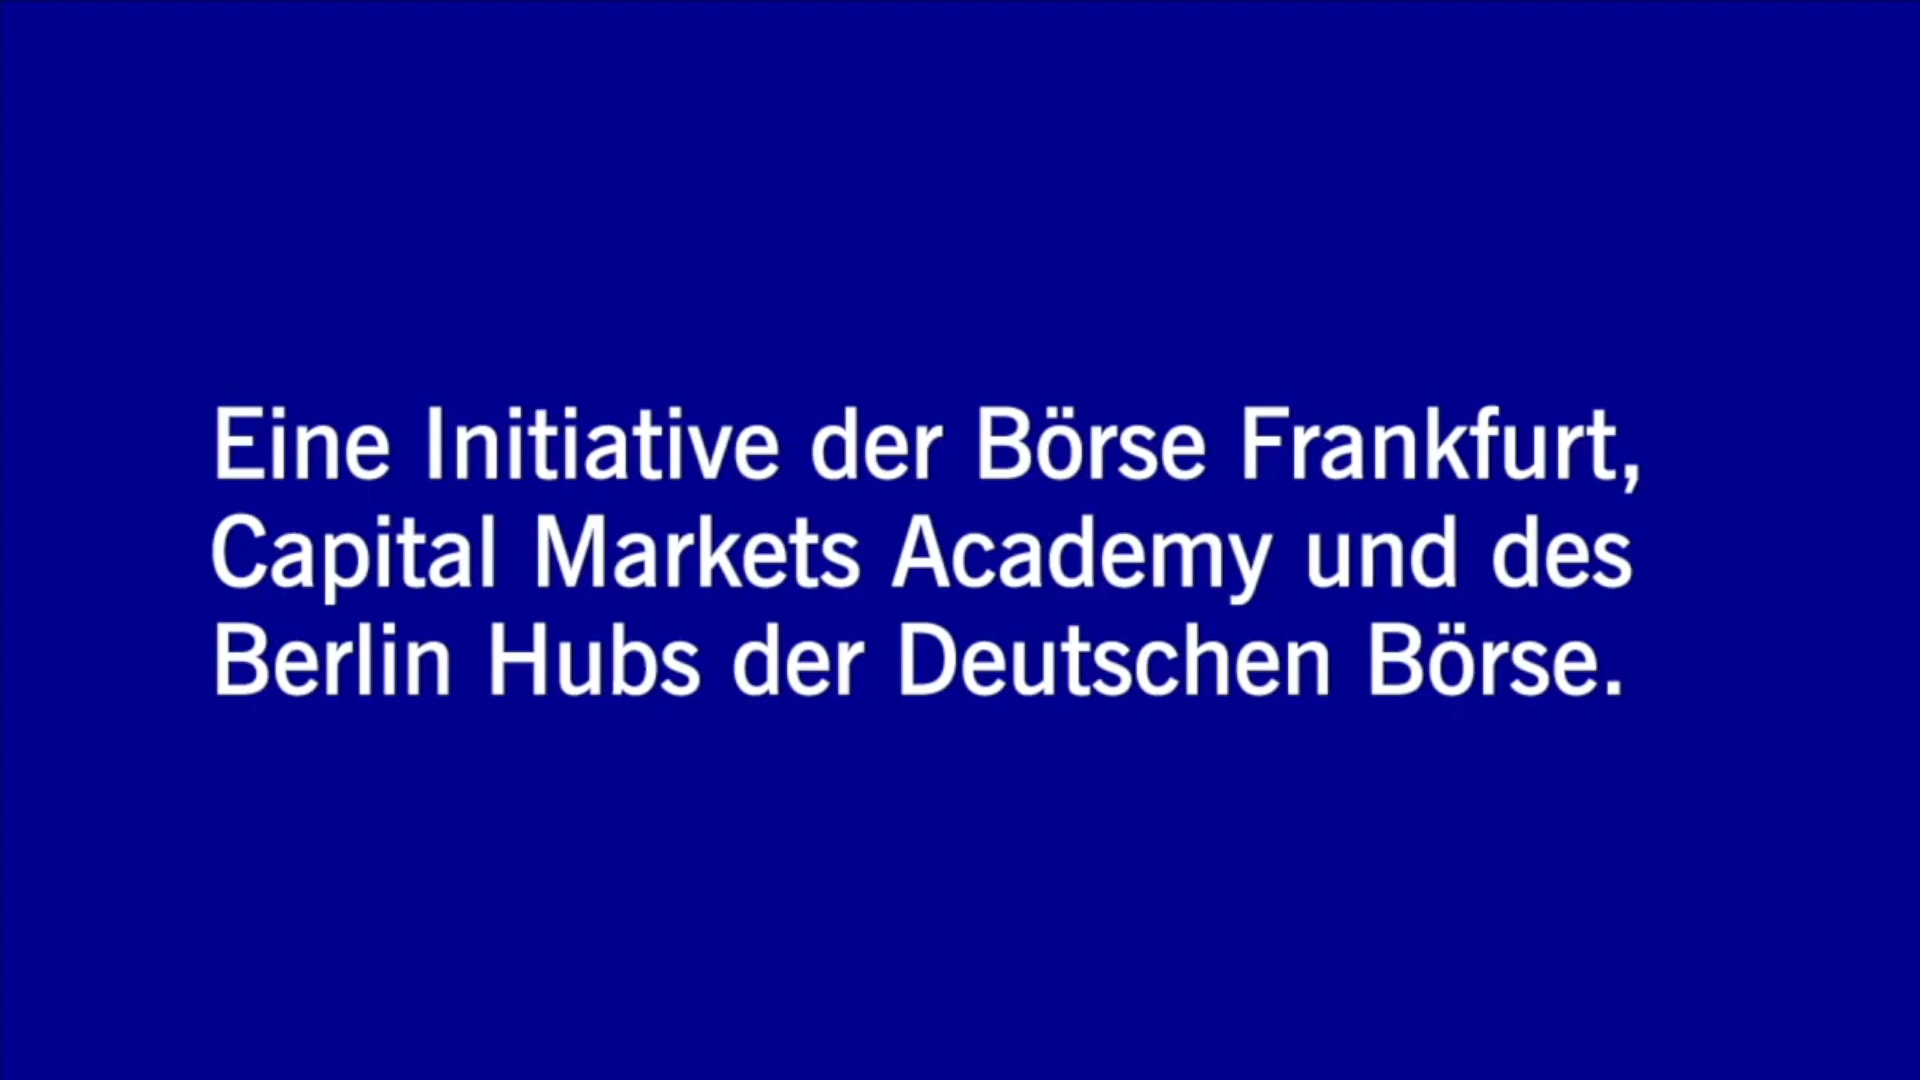 Eine Initiative der Börse Frankfurt,
Capital Markets Academy und des
Berlin Hubs der Deutschen Börse.